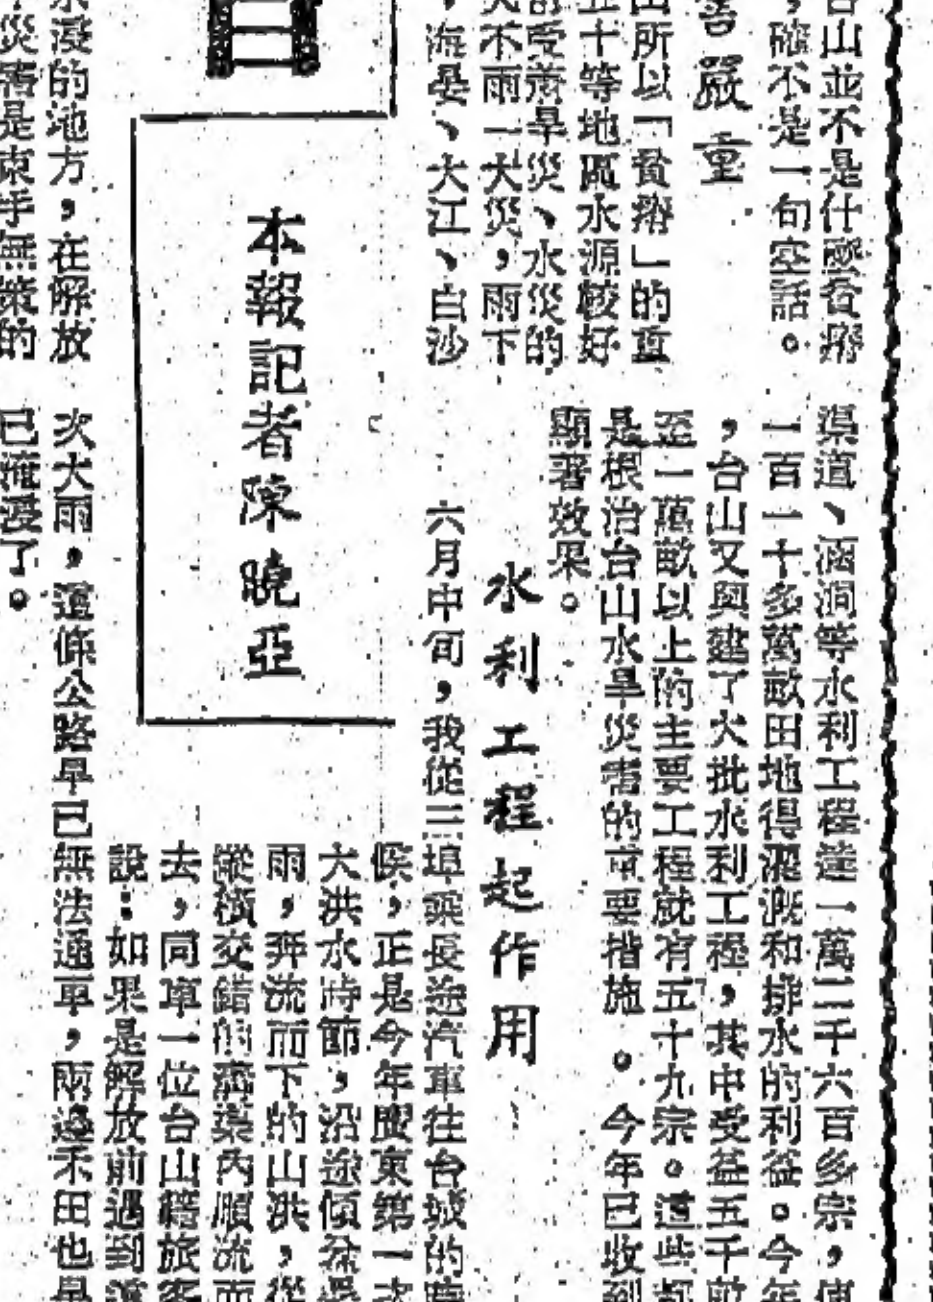 台山並不是什麼貧瘠
，確不是一句空話。
害嚴重
山所以「貧瘠」的重
五十等地區水源較好
受旱災、水災的
天不雨一大災，雨下
、海晏、大江、白沙
日
本報記者陳曉亞
浸的地方，在解放
災害是束手無策的
渠道、涵洞等水利工程達一萬二千六百多宗，使
一百一十多萬畝田地得灌溉和排水的利益。今年
，台山又興建了大批水利工程，其中受益五千畝
至一萬畝以上的主要工程就有五十九宗。這些都
是根治台山水旱災害的重要措施。今年已收到
顯著效果。
水利工程起作用
六月中旬，我從三埠乘長途汽車往台城的時
候，正是今年廣東第一次
大洪水時節，沿途傾盆暴
雨，奔流而下的山洪，從
縱橫交錯的溝渠內順流而
去，同車一位台山籍旅客
說：如果是解放前遇到這
次大雨，這條公路早已無法通車，兩邊禾田也是
已淹浸了。